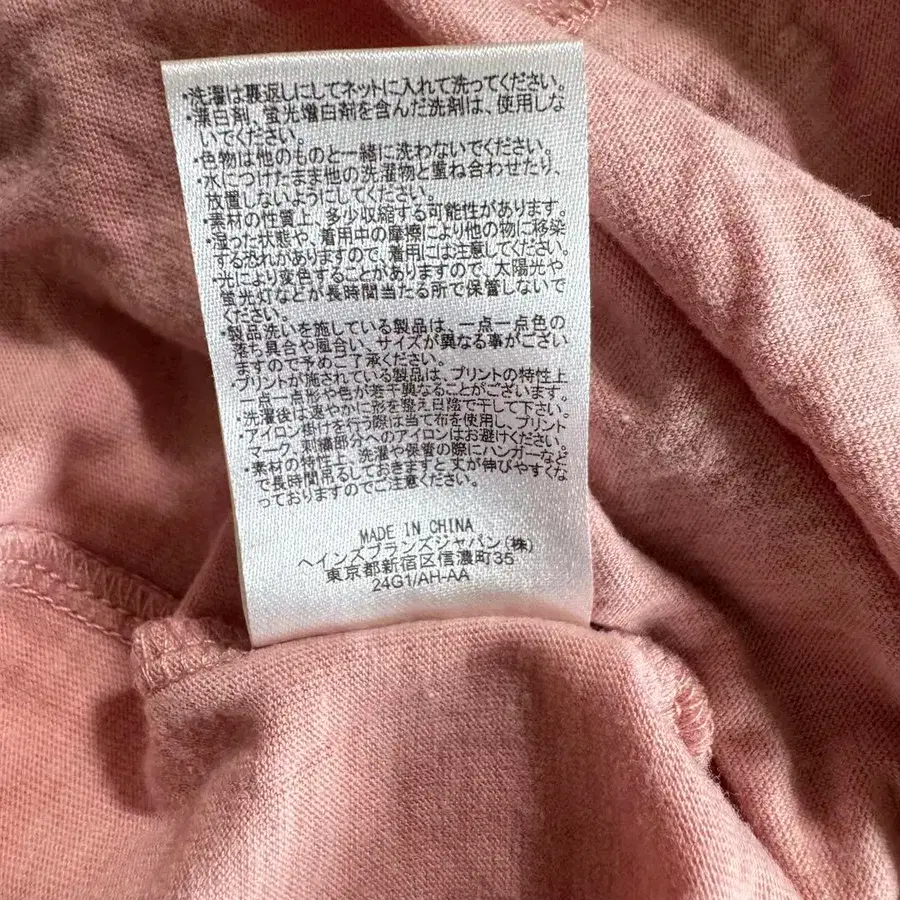 ・洗濯は裏返しにしてネットに入れて洗ってください。
・漂白剤、蛍光増白剤を含んだ洗剤は、使用しな
いでください。
・色物は他のものと一緒に洗わないでください。
・水につけたまま他の洗濯物と重ね合わせたり、
放置しないようにしてください。
・素材の性質上、多少収縮する可能性があります。
・湿った状態や、着用中の摩擦により他の物に移染
する恐れがありますので、着用には注意してください。
・光により変色することがありますので、太陽光や
蛍光灯などが長時間当たる所で保管しないで
ください。
・製品洗いを施している製品は、一点一点色の
落ち具合や風合い、サイズが異なる事がござい
ますので予めご了承ください。
・プリントが施されている製品は、プリントの特性上
一点一点形や色が若干異なることがございます。
・洗濯後は速やかに形を整え日陰で干して下さい。
・アイロン掛けを行う際は当て布を使用し、プリント
マーク、刺繍部分へのアイロンはお避けください。
・素材の特性上、洗濯や保管の際にハンガーなど
で長時間吊るしておきますと丈が伸びやすくな
っておりますのでご注意ください。
MADE IN CHINA
ヘインズブランズジャパン(株)
東京都新宿区信濃町35
24G1/AH-AA